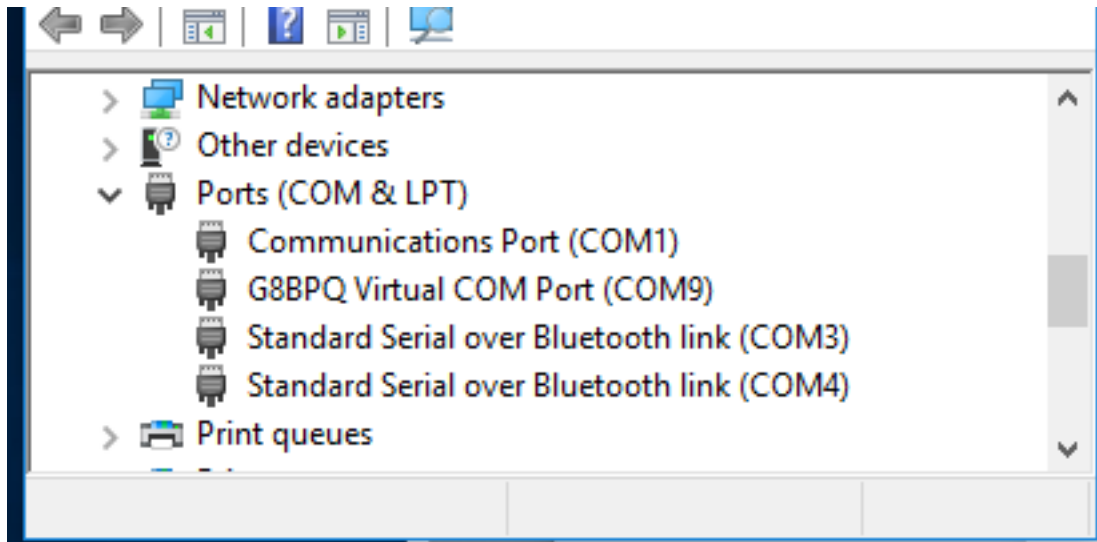 Network adapters
Other devices
Ports (COM & LPT)
Communications Port (COM1)
G8BPQ Virtual COM Port (COM9)
Standard Serial over Bluetooth link (COM3)
Standard Serial over Bluetooth link (COM4)
Print queues